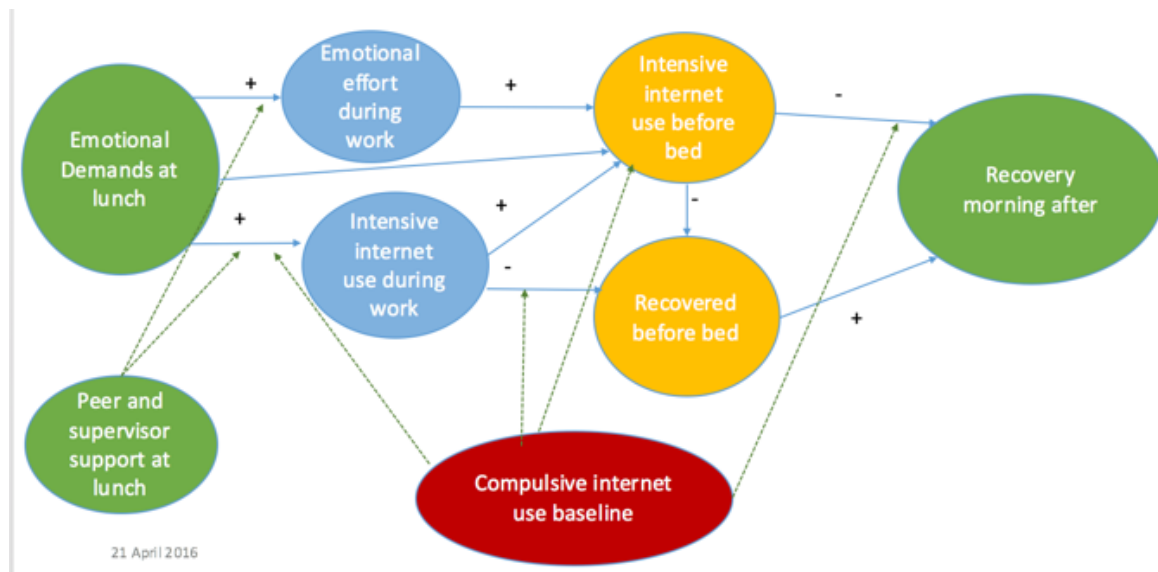 Emotional
effort
during
work
Intensive
internet
use before
bed
+
+
-
Emotional
Demands at
lunch
Recovery
morning after
+
+
-
Intensive
internet
use during
work
-
Recovered
before bed
+
Peer and
supervisor
support at
lunch
Compulsive internet
use baseline
21 April 2016